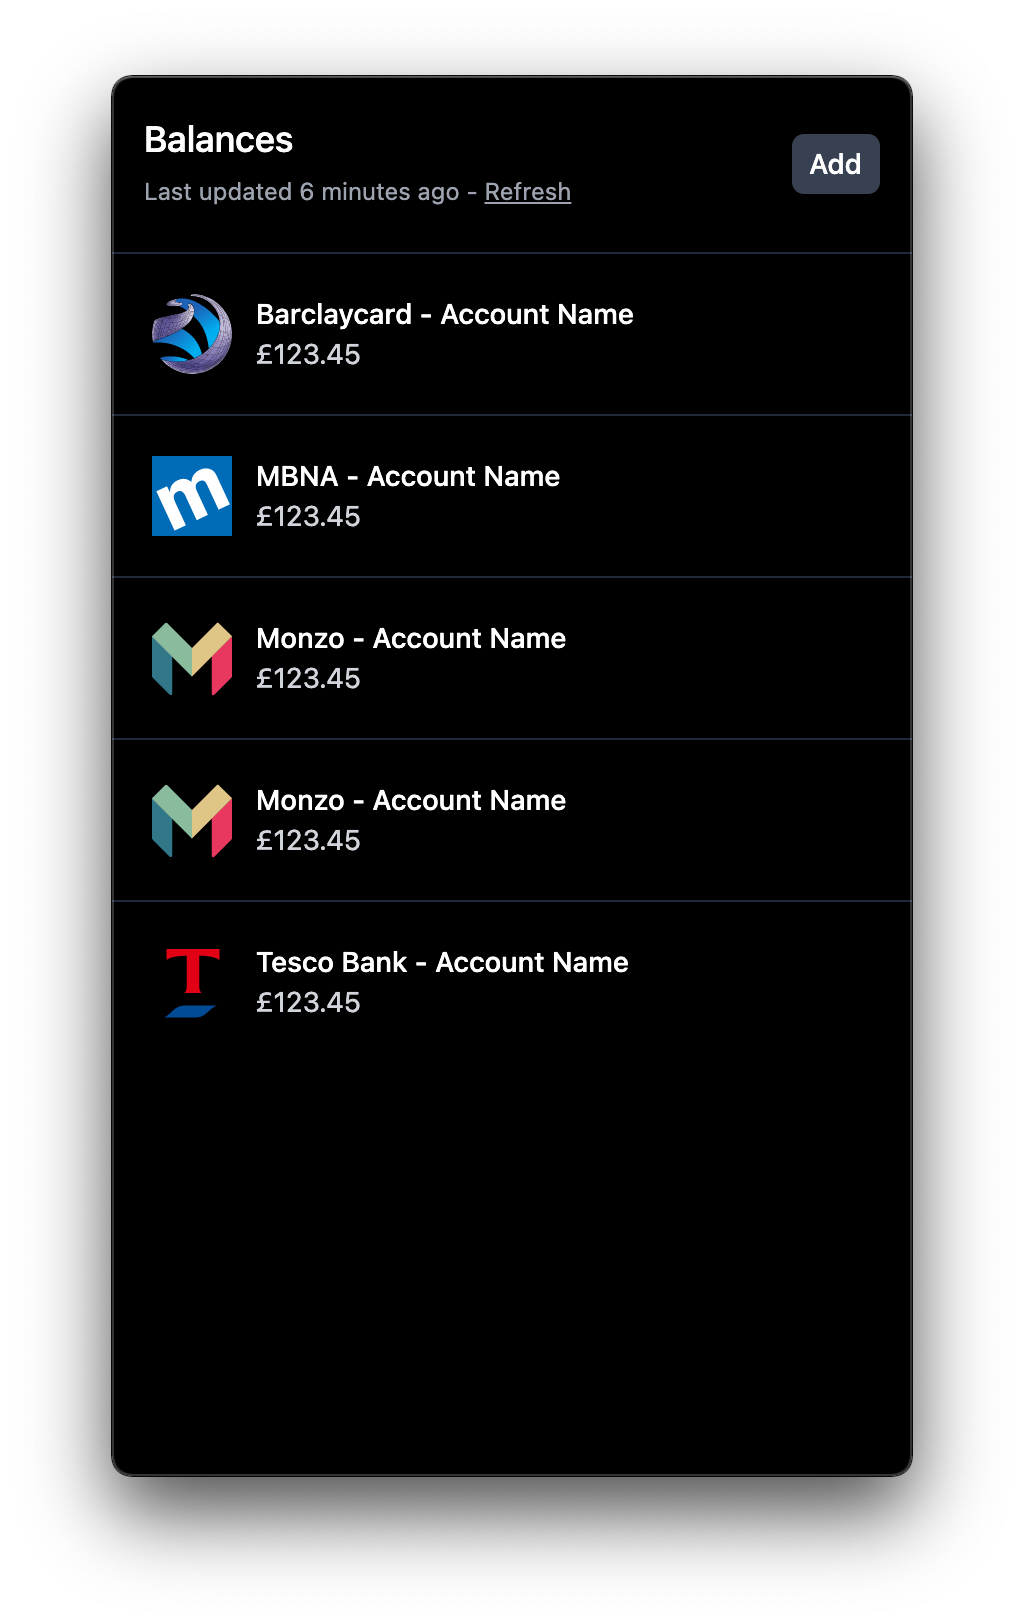 Balances
Last updated 6 minutes ago - Refresh
Add
Barclaycard - Account Name
£123.45
m
MBNA - Account Name
£123.45
Monzo - Account Name
£123.45
Monzo - Account Name
£123.45
T
Tesco Bank - Account Name
£123.45